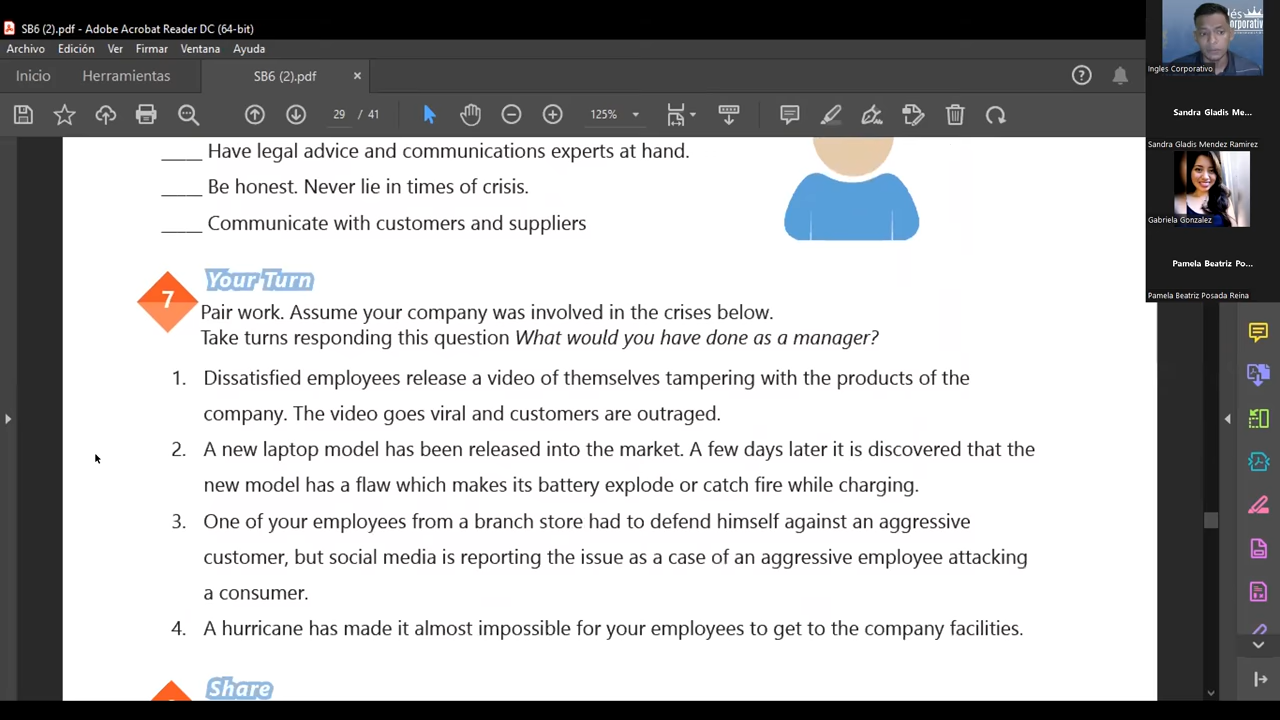 SB6 (2).pdf - Adobe Acrobat Reader DC (64-bit)
Archivo Edición Ver Firmar Ventana Ayuda
Inicio Herramientas SB6 (2).pdf ×
29 / 41 125%
____ Have legal advice and communications experts at hand.
____ Be honest. Never lie in times of crisis.
____ Communicate with customers and suppliers
7 Your Turn
Pair work. Assume your company was involved in the crises below.
Take turns responding this question What would you have done as a manager?
1. Dissatisfied employees release a video of themselves tampering with the products of the
company. The video goes viral and customers are outraged.
2. A new laptop model has been released into the market. A few days later it is discovered that the
new model has a flaw which makes its battery explode or catch fire while charging.
3. One of your employees from a branch store had to defend himself against an aggressive
customer, but social media is reporting the issue as a case of an aggressive employee attacking
a consumer.
4. A hurricane has made it almost impossible for your employees to get to the company facilities.
Share
Ingles Corporativo
Sandra Gladis Me...
Sandra Gladis Mendez Ramirez
Gabriela Gonzalez
Pamela Beatriz Po...
Pamela Beatriz Posada Reina